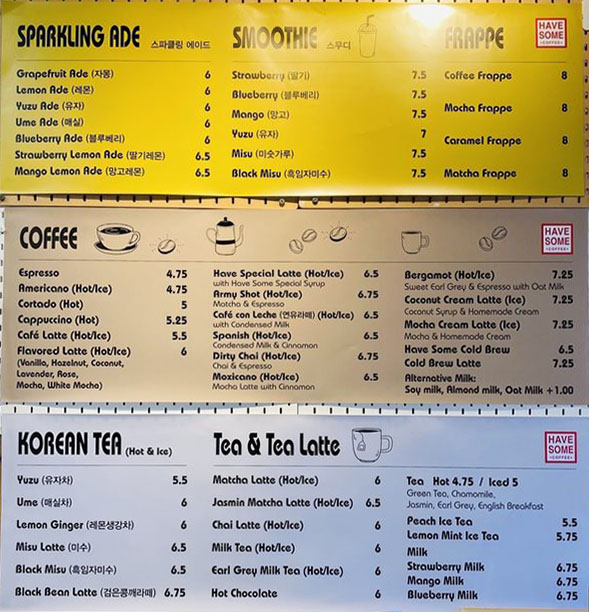 SPARKLING ADE 스파클링 에이드
Grapefruit Ade (자몽) 6
Lemon Ade (레몬) 6
Yuzu Ade (유자) 6
Ume Ade (매실) 6
Blueberry Ade (블루베리) 6
Strawberry Lemon Ade (딸기레몬) 6.5
Mango Lemon Ade (망고레몬) 6.5
SMOOTHIE 스무디
Strawberry (딸기) 7.5
Blueberry (블루베리) 7.5
Mango (망고) 7.5
Yuzu (유자) 7
Misu (미숫가루) 7.5
Black Misu (흑임자미수) 7.5
FRAPPE
Coffee Frappe 8
Mocha Frappe 8
Caramel Frappe 8
Matcha Frappe 8
HAVE
SOME
COFFEE
COFFEE
Espresso 4.75
Americano (Hot/Ice) 4.75
Cortado (Hot) 5
Cappuccino (Hot) 5.25
Café Latte (Hot/Ice) 5.5
Flavored Latte (Hot/Ice) 6
(Vanilla, Hazelnut, Coconut,
Lavender, Rose,
Mocha, White Mocha)
Have Special Latte (Hot/Ice) 6.5
with Have Some Special Syrup
Army Shot (Hot/Ice) 6.75
Matcha & Espresso
Café con Leche (연유라떼) (Hot/Ice) 6.5
with Condensed Milk
Spanish (Hot/Ice) 6.5
Condensed Milk & Cinnamon
Dirty Chai (Hot/Ice) 6.75
Chai & Espresso
Moxicano (Hot/Ice) 6.5
Mocha Latte with Cinnamon
HAVE
SOME
COFFEE
Bergamot (Hot/Ice) 7.25
Sweet Earl Grey & Espresso with Oat Milk
Coconut Cream Latte (Ice) 7.25
Coconut Syrup & Homemade Cream
Mocha Cream Latte (Ice) 7.25
Mocha & Homemade Cream
Have Some Cold Brew 6.5
Cold Brew Latte 7.25
Alternative Milk:
Soy milk, Almond milk, Oat Milk +1.00
KOREAN TEA (Hot & Ice)
Yuzu (유자차) 5.5
Ume (매실차) 6
Lemon Ginger (레몬생강차) 6
Misu Latte (미수) 6.5
Black Misu (흑임자미수) 6.5
Black Bean Latte (검은콩깨라떼) 6.75
Tea & Tea Latte
Matcha Latte (Hot/Ice) 6
Jasmin Matcha Latte (Hot/Ice) 6.5
Chai Latte (Hot/Ice) 6
Milk Tea (Hot/Ice) 6
Earl Grey Milk Tea (Hot/Ice) 6
Hot Chocolate 6
HAVE
SOME
COFFEE
Tea Hot 4.75 / Iced 5
Green Tea, Chamomile,
Jasmin, Earl Grey, English Breakfast
Peach Ice Tea 5.5
Lemon Mint Ice Tea 5.75
Milk
Strawberry Milk 6.75
Mango Milk 6.75
Blueberry Milk 6.75